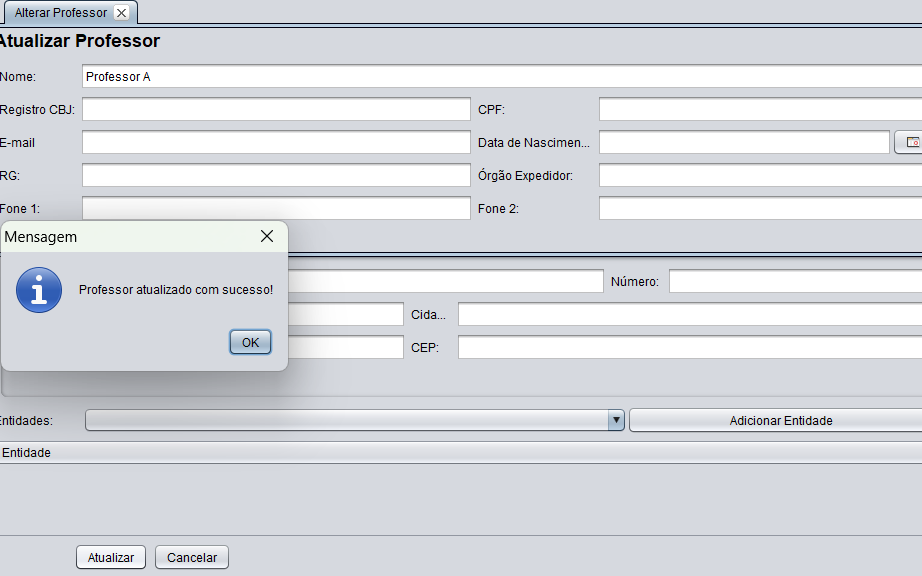 Alterar Professor
Atualizar Professor
Nome: Professor A
Registro CBJ: CPF:
E-mail Data de Nascimen...
RG: Órgão Expedidor:
Fone 1: Fone 2:
Mensagem
Professor atualizado com sucesso!
OK
Número:
Cida...
CEP:
Entidades: Adicionar Entidade
Entidade
Atualizar Cancelar